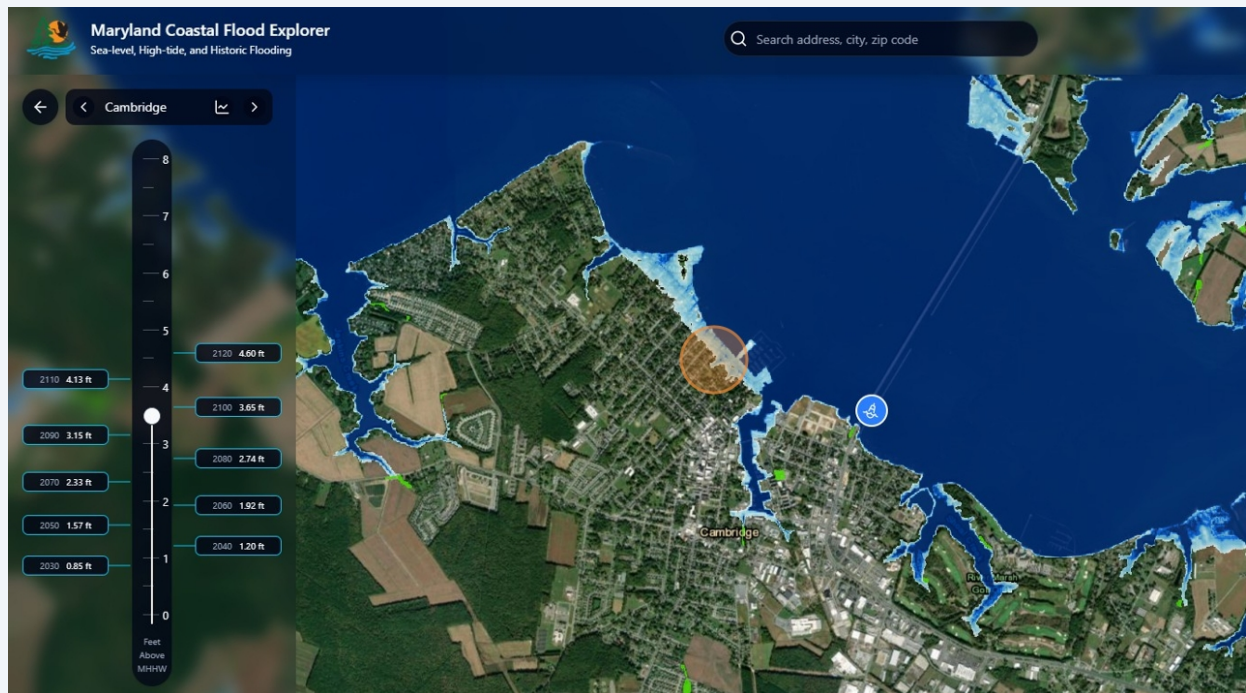 Maryland Coastal Flood Explorer
Sea-level, High-tide, and Historic Flooding
Search address, city, zip code
Cambridge
8
7
6
5
2120 4.60 ft
2110 4.13 ft
4
2100 3.65 ft
2090 3.15 ft
3
2080 2.74 ft
2070 2.33 ft
2
2060 1.92 ft
2050 1.57 ft
2040 1.20 ft
1
2030 0.85 ft
0
Feet
Above
MHHW
Cambridge
River Marsh